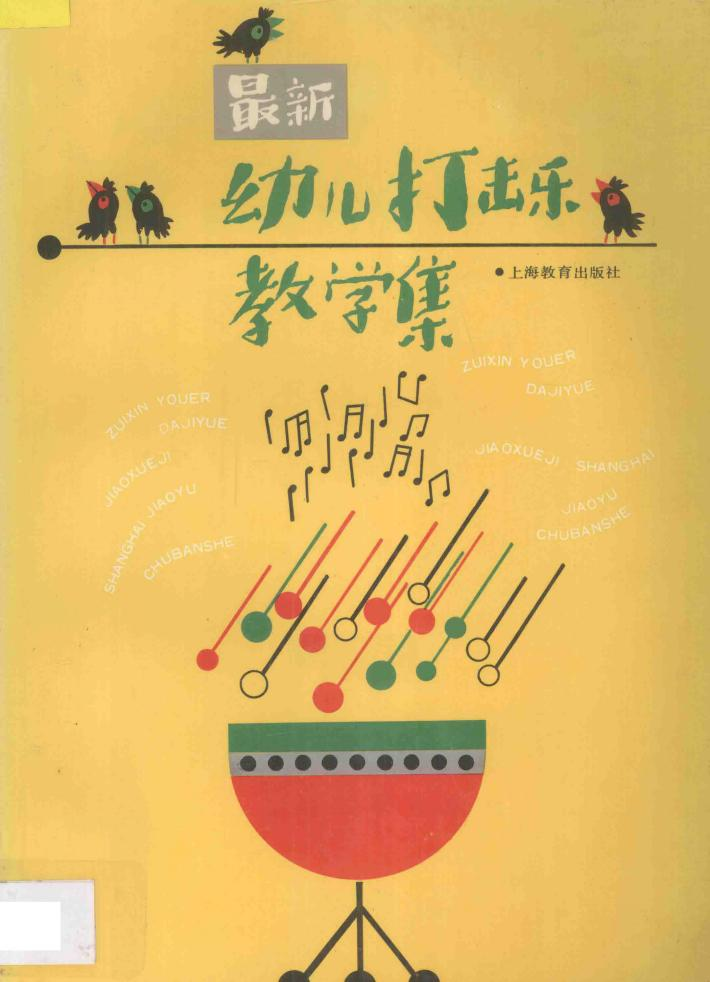 最新
幼儿打击乐
教学集
●上海教育出版社
ZUIXIN YOUER
DAJIYUE
JIAOXUEJI
SHANGHAI JIAOYU
CHUBANSHE
ZUIXIN YOUER
DAJIYUE
JIAOXUEJI SHANGHAI
JIAOYU
CHUBANSHE